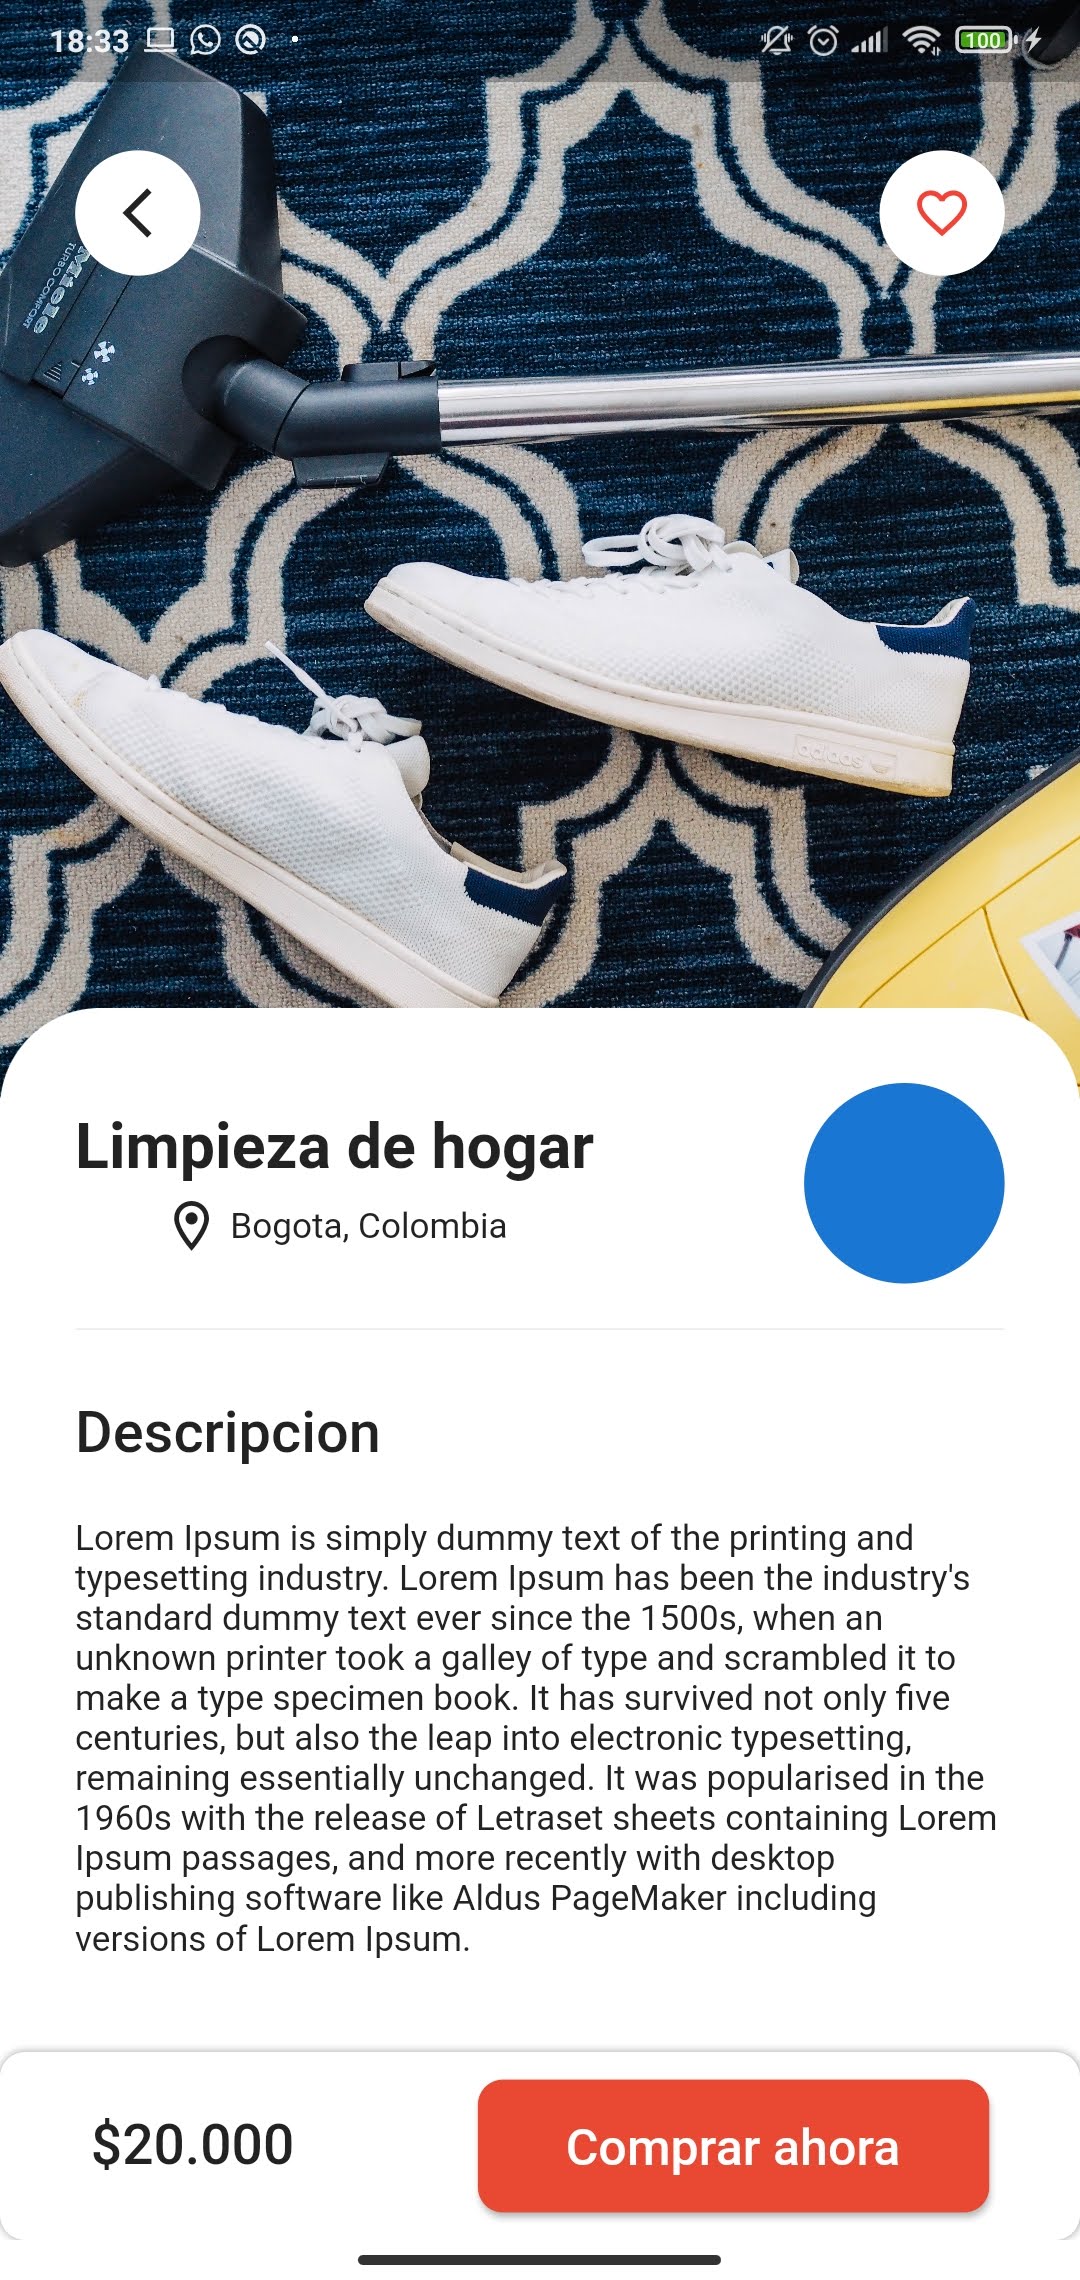 18:33
100
Miele
TURBO COMFORT
adidas
Limpieza de hogar
Bogota, Colombia
Descripcion
Lorem Ipsum is simply dummy text of the printing and
typesetting industry. Lorem Ipsum has been the industry's
standard dummy text ever since the 1500s, when an
unknown printer took a galley of type and scrambled it to
make a type specimen book. It has survived not only five
centuries, but also the leap into electronic typesetting,
remaining essentially unchanged. It was popularised in the
1960s with the release of Letraset sheets containing Lorem
Ipsum passages, and more recently with desktop
publishing software like Aldus PageMaker including
versions of Lorem Ipsum.
$20.000
Comprar ahora